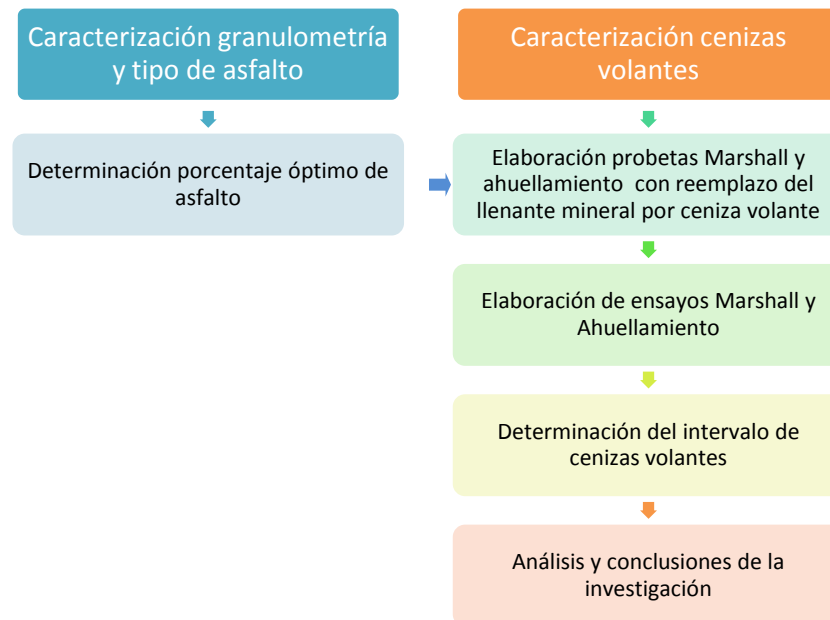 Caracterización granulometría
y tipo de asfalto
Determinación porcentaje óptimo de
asfalto
Caracterización cenizas
volantes
Elaboración probetas Marshall y
ahuellamiento con reemplazo del
llenante mineral por ceniza volante
Elaboración de ensayos Marshall y
Ahuellamiento
Determinación del intervalo de
cenizas volantes
Análisis y conclusiones de la
investigación